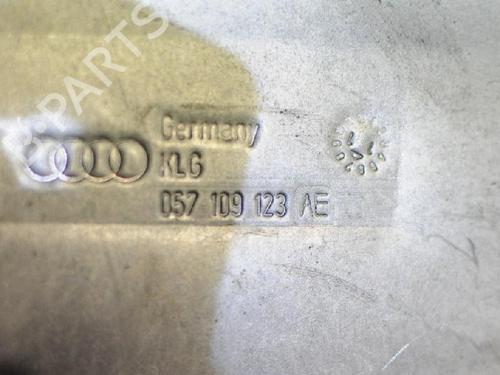 B-PARTS
Germany
KLG
057 109 123 AE